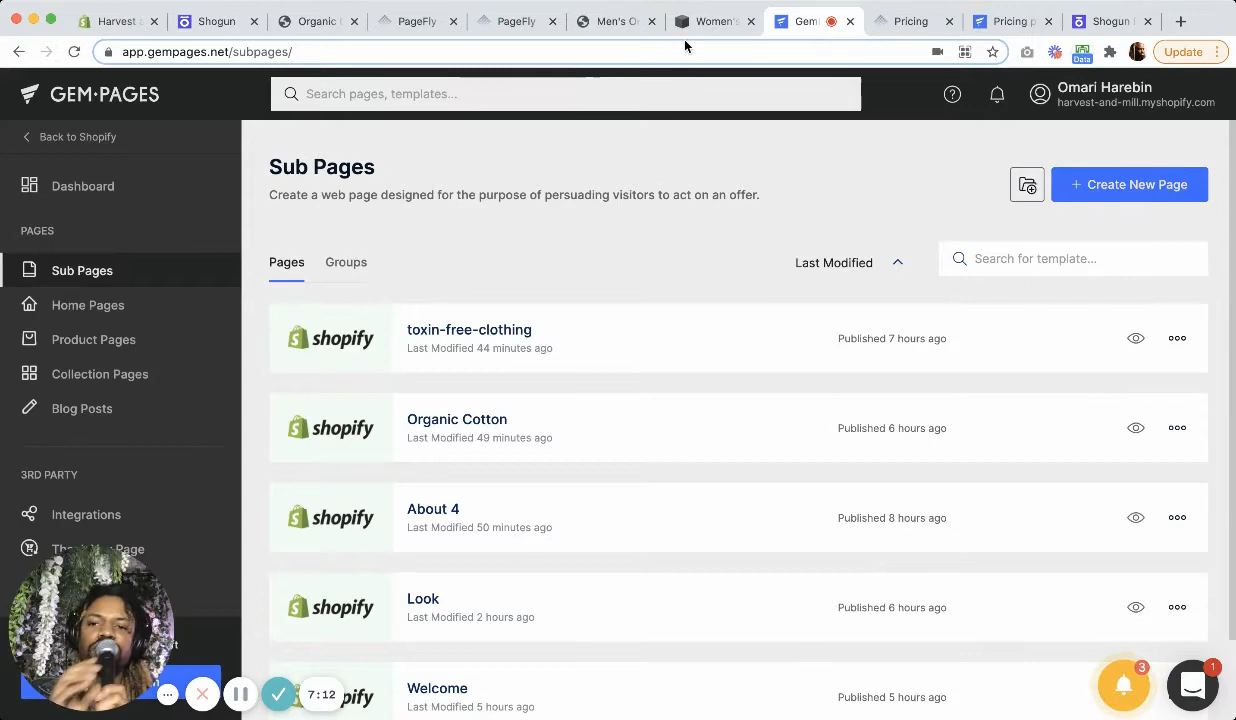 Harvest &
Shogun
Organic C
PageFly
PageFly
Men's O
Women's
Gem
Pricing
Pricing p
Shogun
app.gempages.net/subpages/
Data
Update
GEM•PAGES
Search pages, templates...
Omari Harebin
harvest-and-mill.myshopify.com
Back to Shopify
Dashboard
PAGES
Sub Pages
Home Pages
Product Pages
Collection Pages
Blog Posts
3RD PARTY
Integrations
Page
Sub Pages
Create a web page designed for the purpose of persuading visitors to act on an offer.
+ Create New Page
Pages
Groups
Last Modified
Search for template...
shopify
toxin-free-clothing
Last Modified 44 minutes ago
Published 7 hours ago
shopify
Organic Cotton
Last Modified 49 minutes ago
Published 6 hours ago
shopify
About 4
Last Modified 50 minutes ago
Published 8 hours ago
shopify
Look
Last Modified 2 hours ago
Published 6 hours ago
pify
Welcome
Last Modified 5 hours ago
Published 5 hours ago
7:12
3
1